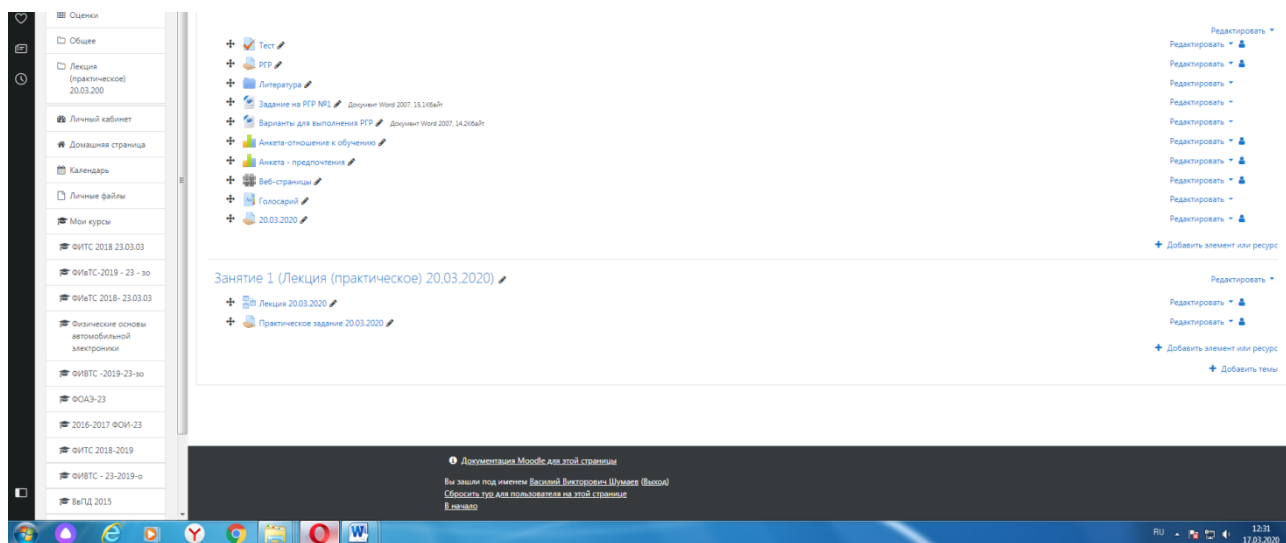 Оценки
Общее
Лекция
(практическое)
20.03.200
Личный кабинет
Домашняя страница
Календарь
Личные файлы
Мои курсы
ФИТС 2018 23.03.03
ФИвТС-2019 - 23 - зо
ФИвТС 2018- 23.03.03
Физические основы
автомобильной
электроники
ФИВТС -2019-23-зо
ФОАЭ-23
2016-2017 ФОИ-23
ФИТС 2018-2019
ФИВТС - 23-2019-о
ВвПД 2015
Редактировать
Тест Редактировать
РГР Редактировать
Литература Редактировать
Задание на РГР №1 Документ Word 2007, 15.1Кбайт Редактировать
Варианты для выполнения РГР Документ Word 2007, 14.2Кбайт Редактировать
Анкета-отношение к обучению Редактировать
Анкета - предпочтения Редактировать
Веб-страницы Редактировать
Голосарий Редактировать
20.03.2020 Редактировать
Добавить элемент или ресурс
Занятие 1 (Лекция (практическое) 20.03.2020) Редактировать
Лекция 20.03.2020 Редактировать
Практическое задание 20.03.2020 Редактировать
Добавить элемент или ресурс
Добавить темы
Документация Moodle для этой страницы
Вы зашли под именем Василий Викторович Шумаев (Выход)
Сбросить тур для пользователя на этой странице
В начало
RU 12:31
17.03.2020